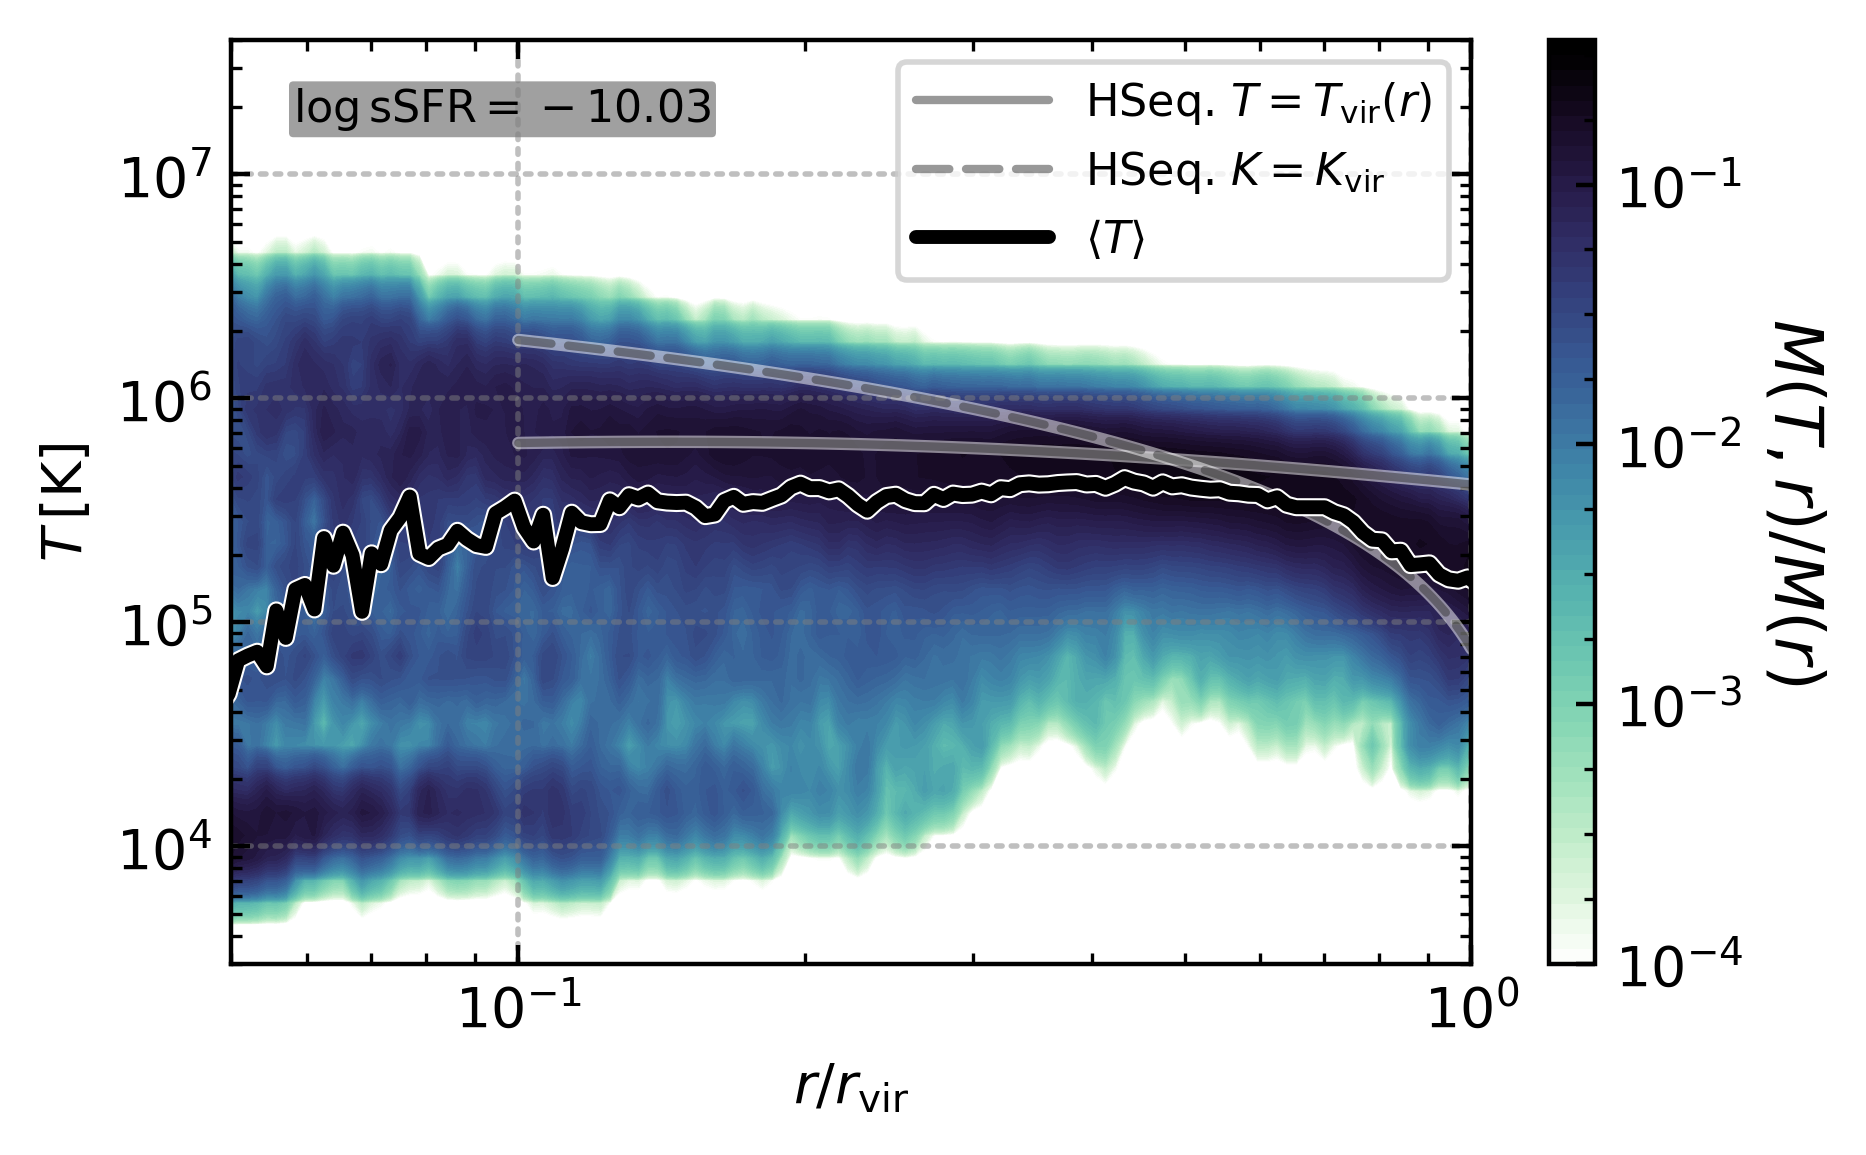 log sSFR = −10.03
HSeq. T = T_vir(r)
HSeq. K = K_vir
⟨T⟩
10^7
10^6
10^5
10^4
T [K]
10^−1
10^0
r/r_vir
10^−1
10^−2
10^−3
10^−4
M(T, r)/M(r)